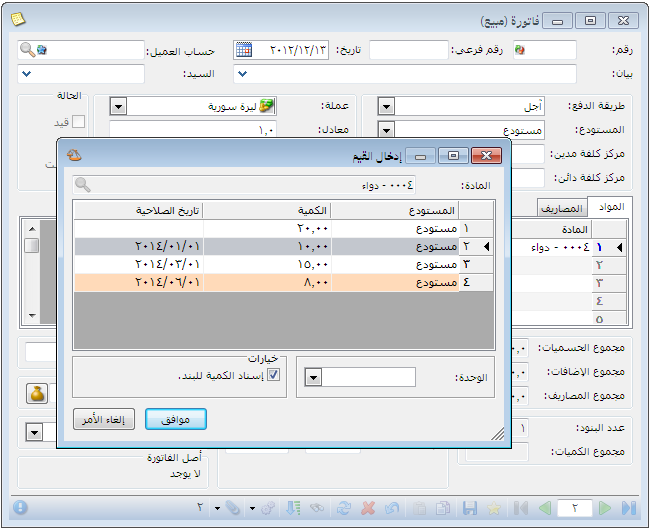 فاتورة (مبيع)
رقم:
رقم فرعي:
تاريخ: ٢٠١٢/١٢/١٣
حساب العميل:
بيان:
السيد:
طريقة الدفع: آجل
عملة: ليرة سورية
الحالة
المستودع: مستودع
معادل: ١,٠
قيد
مركز كلفة مدين:
مركز كلفة دائن:
المواد
المصاريف
المادة
١ ٠٠٠٤ - دواء
٢
٣
٤
٥
إدخال القيم
المادة: ٠٠٠٤ - دواء
المستودع الكمية تاريخ الصلاحية
١ مستودع ٢٠,٠٠
٢ مستودع ١٠,٠٠ ٢٠١٤/٠١/٠١
٣ مستودع ١٥,٠٠ ٢٠١٤/٠٣/٠١
٤ مستودع ٨,٠٠ ٢٠١٤/٠٦/٠١
الوحدة:
خيارات
إسناد الكمية للبند.
موافق
إلغاء الأمر
مجموع الحسميات:
مجموع الإضافات:
مجموع المصاريف:
عدد البنود: ١
مجموع الكميات:
أصل الفاتورة
لا يوجد
٢
٢